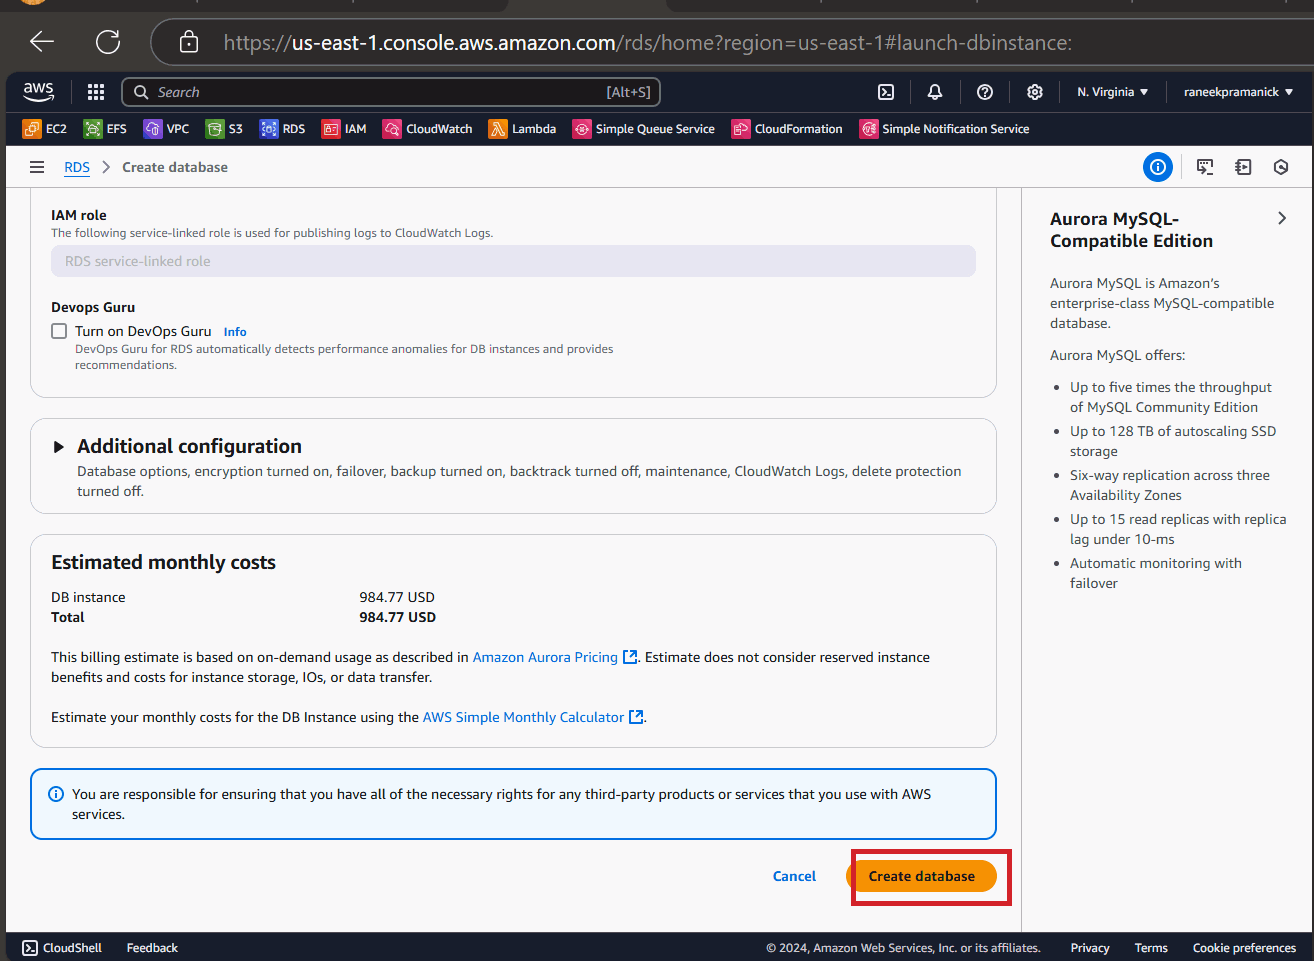 https://us-east-1.console.aws.amazon.com/rds/home?region=us-east-1#launch-dbinstance:
aws Search [Alt+S] N. Virginia raneekpramanick
EC2 EFS VPC S3 RDS IAM CloudWatch Lambda Simple Queue Service CloudFormation Simple Notification Service
RDS Create database
IAM role
The following service-linked role is used for publishing logs to CloudWatch Logs.
RDS service-linked role
Devops Guru
Turn on DevOps Guru Info
DevOps Guru for RDS automatically detects performance anomalies for DB instances and provides
recommendations.
Additional configuration
Database options, encryption turned on, failover, backup turned on, backtrack turned off, maintenance, CloudWatch Logs, delete protection
turned off.
Estimated monthly costs
DB instance 984.77 USD
Total 984.77 USD
This billing estimate is based on on-demand usage as described in Amazon Aurora Pricing. Estimate does not consider reserved instance
benefits and costs for instance storage, IOs, or data transfer.
Estimate your monthly costs for the DB Instance using the AWS Simple Monthly Calculator.
You are responsible for ensuring that you have all of the necessary rights for any third-party products or services that you use with AWS
services.
Cancel Create database
Aurora MySQL-
Compatible Edition
Aurora MySQL is Amazon's
enterprise-class MySQL-compatible
database.
Aurora MySQL offers:
• Up to five times the throughput
of MySQL Community Edition
• Up to 128 TB of autoscaling SSD
storage
• Six-way replication across three
Availability Zones
• Up to 15 read replicas with replica
lag under 10-ms
• Automatic monitoring with
failover
CloudShell Feedback © 2024, Amazon Web Services, Inc. or its affiliates. Privacy Terms Cookie preferences